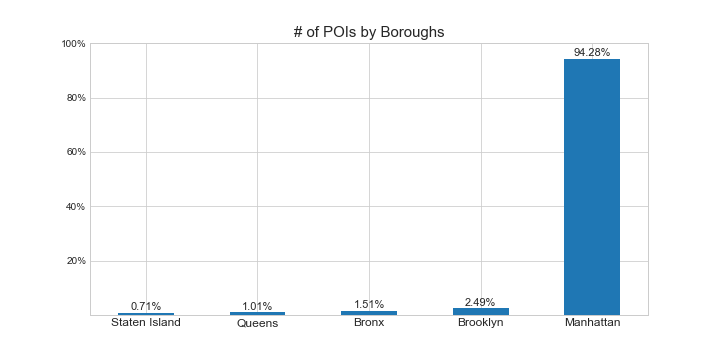 # of POIs by Boroughs
100%
80%
60%
40%
20%
0.71%
1.01%
1.51%
2.49%
94.28%
Staten Island
Queens
Bronx
Brooklyn
Manhattan